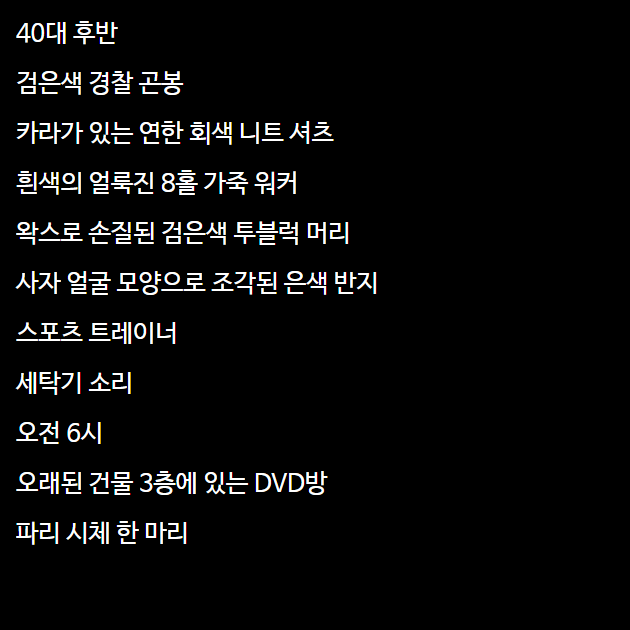 40대 후반
검은색 경찰 곤봉
카라가 있는 연한 회색 니트 셔츠
흰색의 얼룩진 8홀 가죽 워커
왁스로 손질된 검은색 투블럭 머리
사자 얼굴 모양으로 조각된 은색 반지
스포츠 트레이너
세탁기 소리
오전 6시
오래된 건물 3층에 있는 DVD방
파리 시체 한 마리